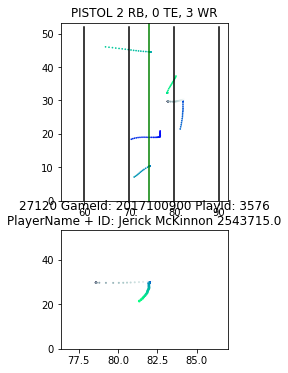 PISTOL 2 RB, 0 TE, 3 WR
50
40
30
20
10
0
60 70 80 90
27120 GameId: 2017100900 PlayId: 3576
PlayerName + ID: Jerick McKinnon 2543715.0
40
20
0
77.5 80.0 82.5 85.0